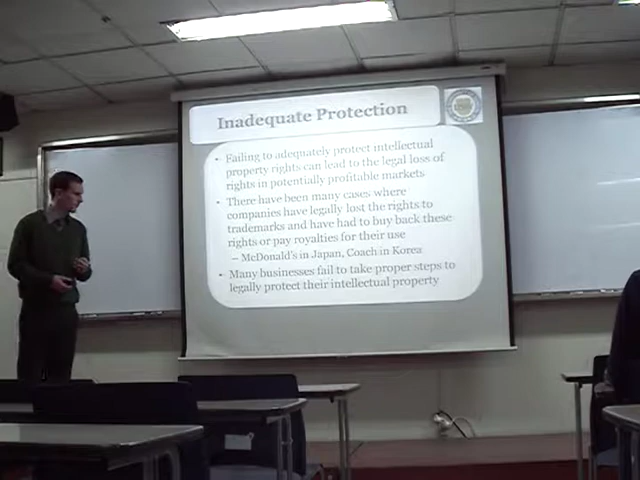 Inadequate Protection
• Failing to adequately protect intellectual
property rights can lead to the legal loss of
rights in potentially profitable markets
• There have been many cases where
companies have legally lost the rights to
trademarks and have had to buy back these
rights or pay royalties for their use
– McDonald's in Japan, Coach in Korea
• Many businesses fail to take proper steps to
legally protect their intellectual property